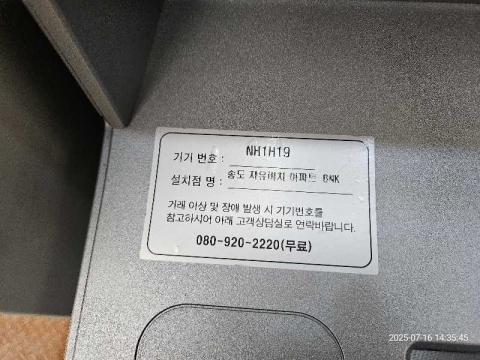 기기 번호 : NH1H19
설치점 명 : 송도 자유비치 아파트 BNK
거래 이상 및 장애 발생 시 기기번호를
참고하시어 아래 고객상담실로 연락바랍니다.
080-920-2220(무료)
2025-07-16 14:35:45